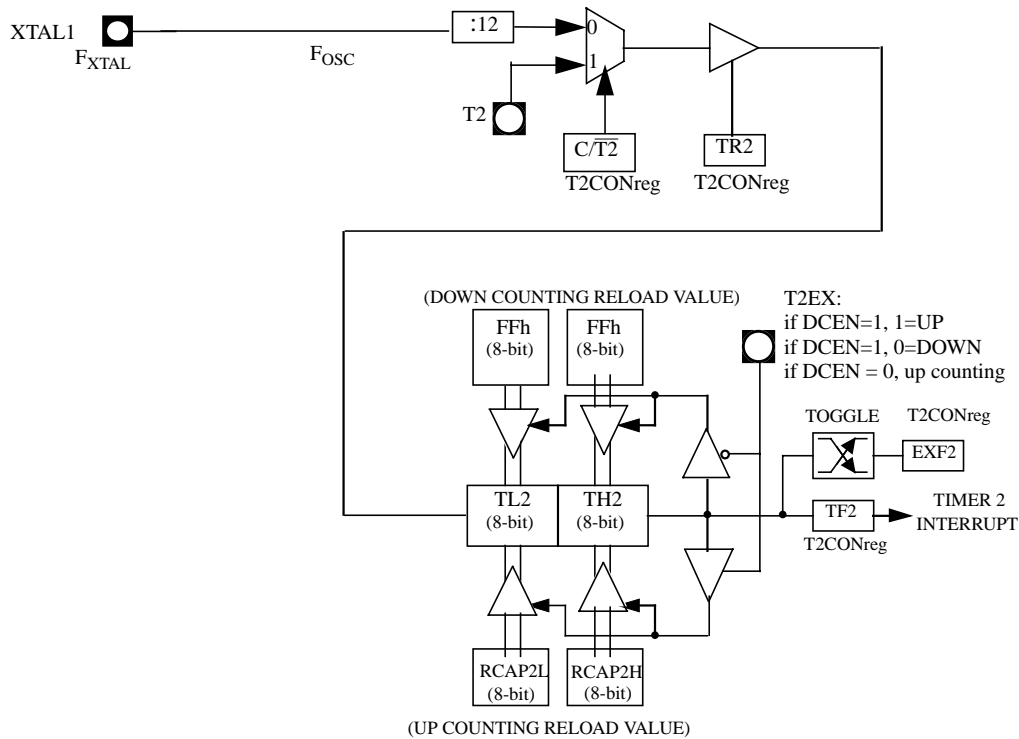 XTAL1
:12
0
F_XTAL
F_OSC
1
T2
C/T2̅
TR2
T2CONreg
T2CONreg
(DOWN COUNTING RELOAD VALUE)
T2EX:
if DCEN=1, 1=UP
if DCEN=1, 0=DOWN
if DCEN = 0, up counting
FFh
(8-bit)
FFh
(8-bit)
TOGGLE
T2CONreg
EXF2
TL2
(8-bit)
TH2
(8-bit)
TF2
TIMER 2
INTERRUPT
T2CONreg
RCAP2L
(8-bit)
RCAP2H
(8-bit)
(UP COUNTING RELOAD VALUE)